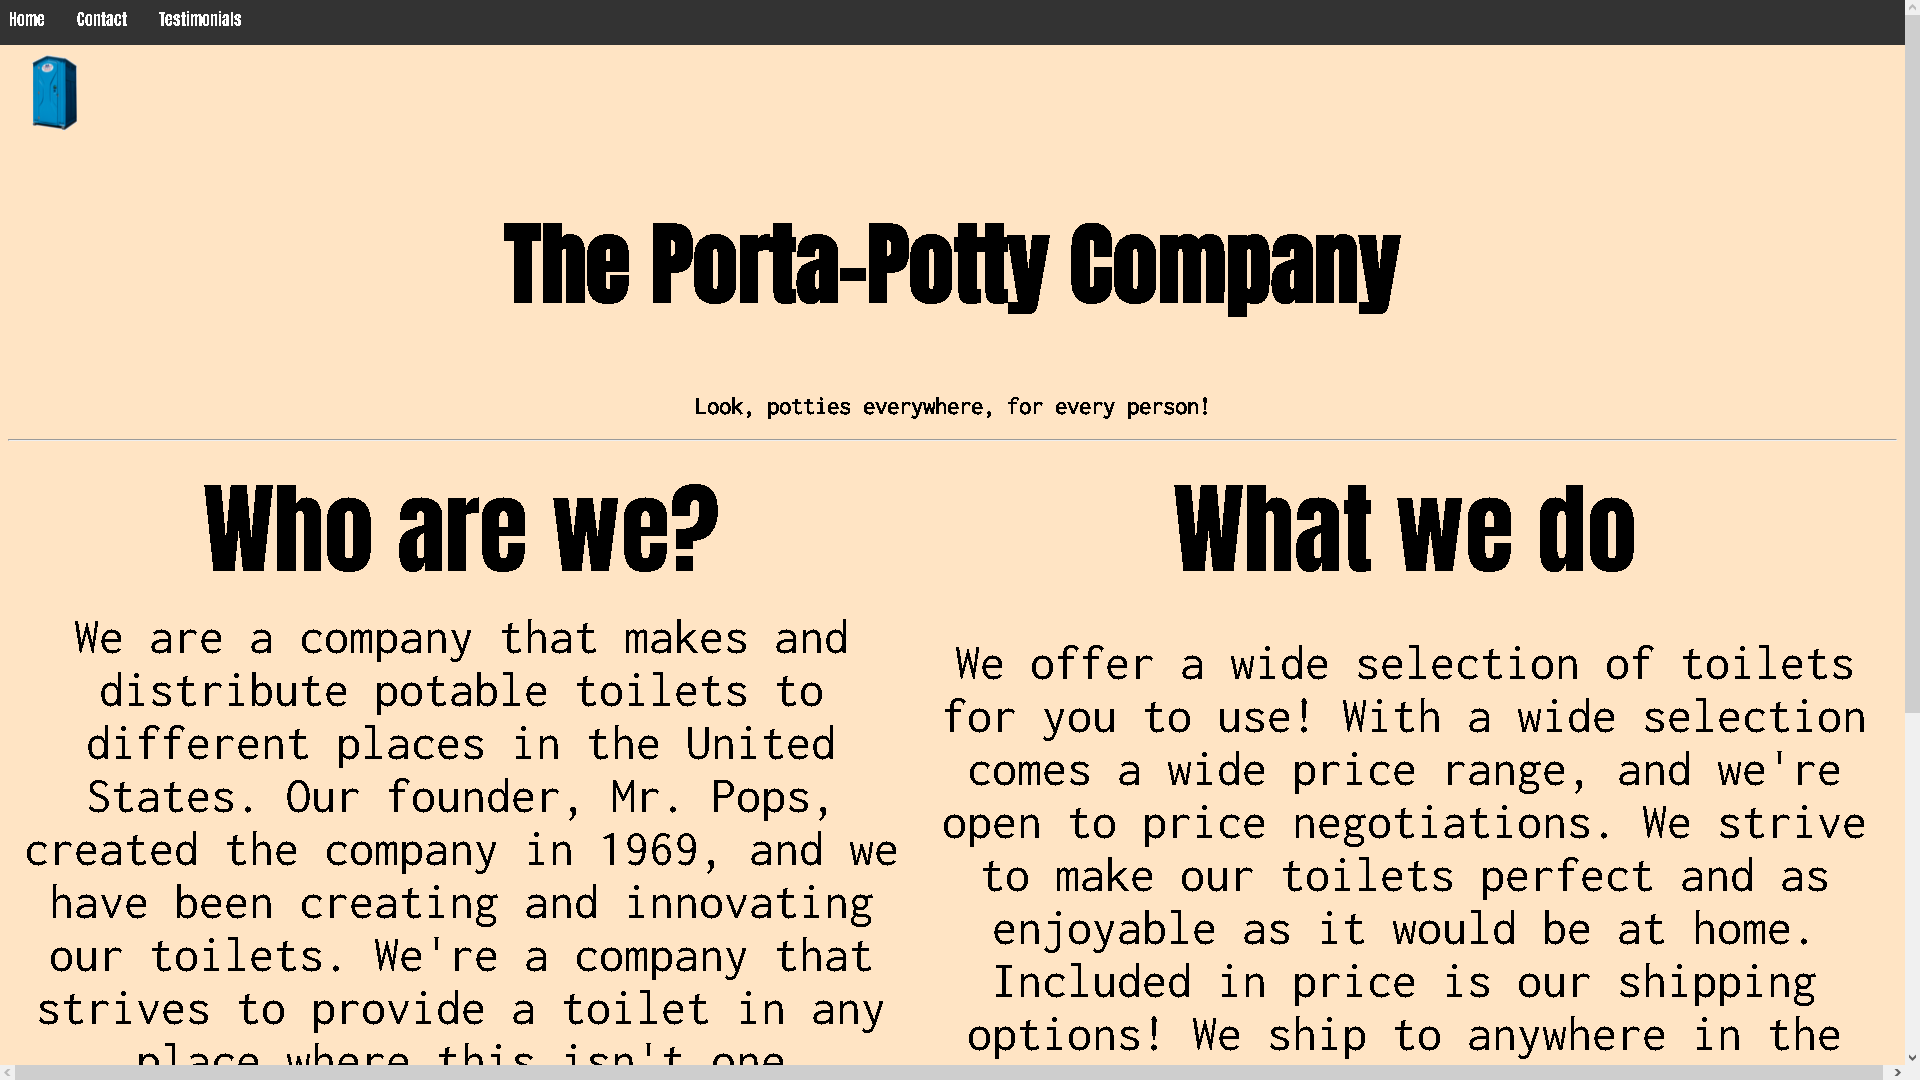 Home Contact Testimonials
The Porta-Potty Company
Look, potties everywhere, for every person!
Who are we?
We are a company that makes and
distribute potable toilets to
different places in the United
States. Our founder, Mr. Pops,
created the company in 1969, and we
have been creating and innovating
our toilets. We're a company that
strives to provide a toilet in any
place where this isn't one
What we do
We offer a wide selection of toilets
for you to use! With a wide selection
comes a wide price range, and we're
open to price negotiations. We strive
to make our toilets perfect and as
enjoyable as it would be at home.
Included in price is our shipping
options! We ship to anywhere in the